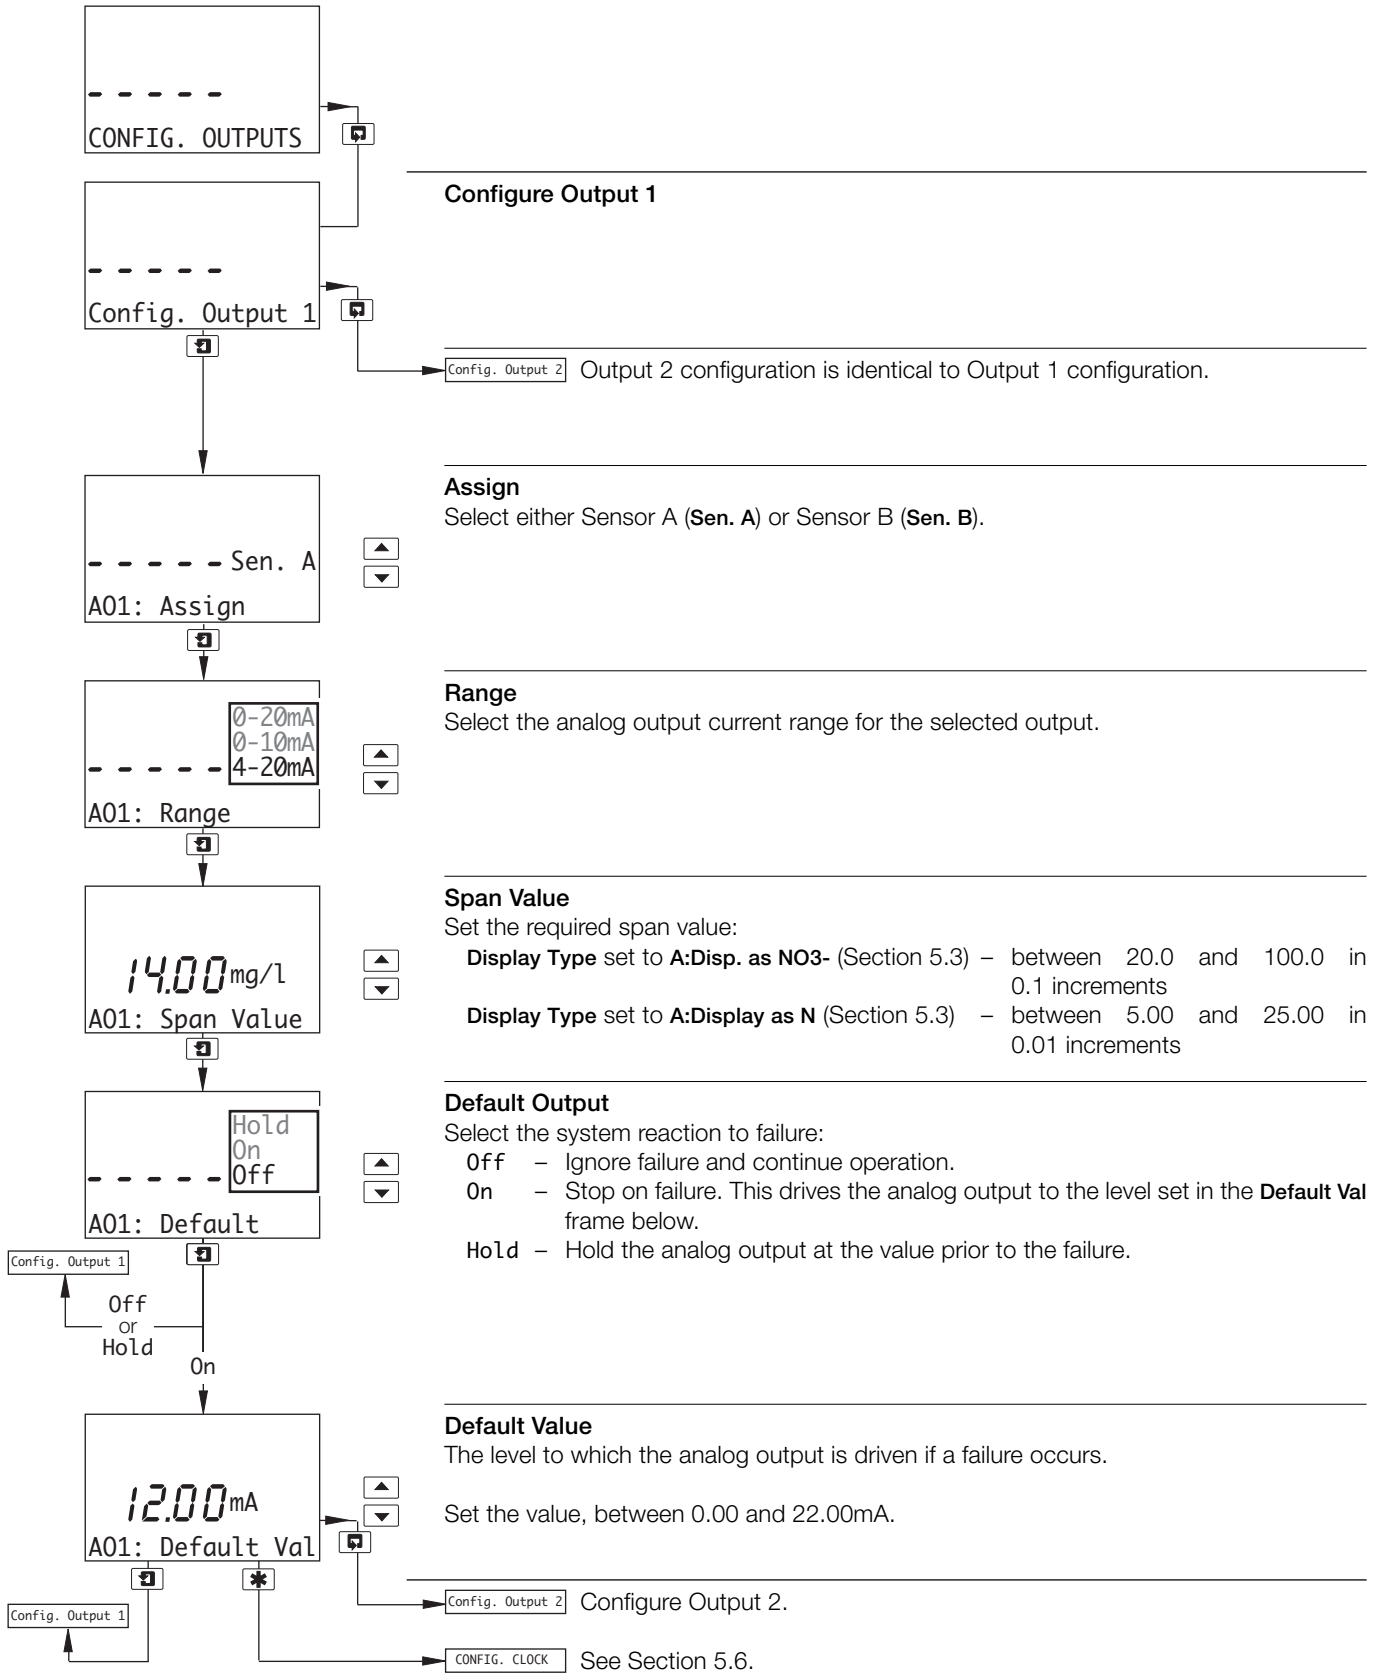 CONFIG. OUTPUTS
Configure Output 1
Config. Output 1
Config. Output 2 Output 2 configuration is identical to Output 1 configuration.
Assign
Select either Sensor A (Sen. A) or Sensor B (Sen. B).
Sen. A
AO1: Assign
Range
Select the analog output current range for the selected output.
0-20mA
0-10mA
4-20mA
AO1: Range
Span Value
Set the required span value:
Display Type set to A:Disp. as NO3- (Section 5.3) – between 20.0 and 100.0 in
0.1 increments
Display Type set to A:Display as N (Section 5.3) – between 5.00 and 25.00 in
0.01 increments
14.00 mg/l
AO1: Span Value
Default Output
Select the system reaction to failure:
Off – Ignore failure and continue operation.
On – Stop on failure. This drives the analog output to the level set in the Default Val
frame below.
Hold – Hold the analog output at the value prior to the failure.
Hold
On
Off
AO1: Default
Config. Output 1
Off
or
Hold
On
Default Value
The level to which the analog output is driven if a failure occurs.
Set the value, between 0.00 and 22.00mA.
12.00 mA
AO1: Default Val
Config. Output 2 Configure Output 2.
Config. Output 1
CONFIG. CLOCK See Section 5.6.